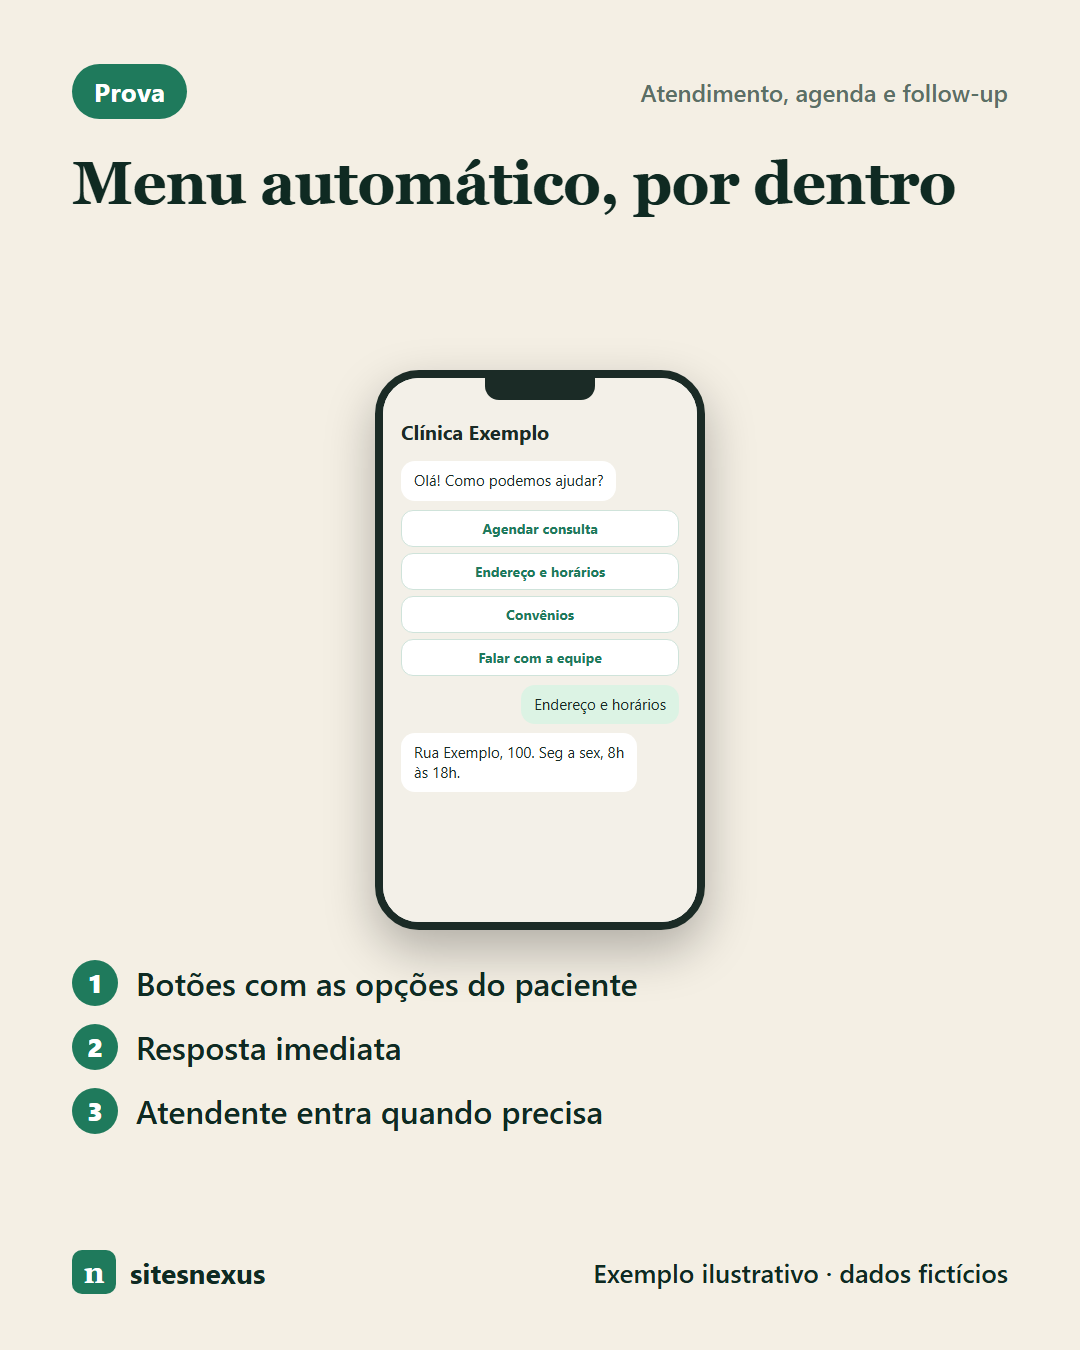 Prova
Atendimento, agenda e follow-up
Menu automático, por dentro
Clínica Exemplo
Olá! Como podemos ajudar?
Agendar consulta
Endereço e horários
Convênios
Falar com a equipe
Endereço e horários
Rua Exemplo, 100. Seg a sex, 8h
às 18h.
1 Botões com as opções do paciente
2 Resposta imediata
3 Atendente entra quando precisa
n sitesnexus
Exemplo ilustrativo · dados fictícios